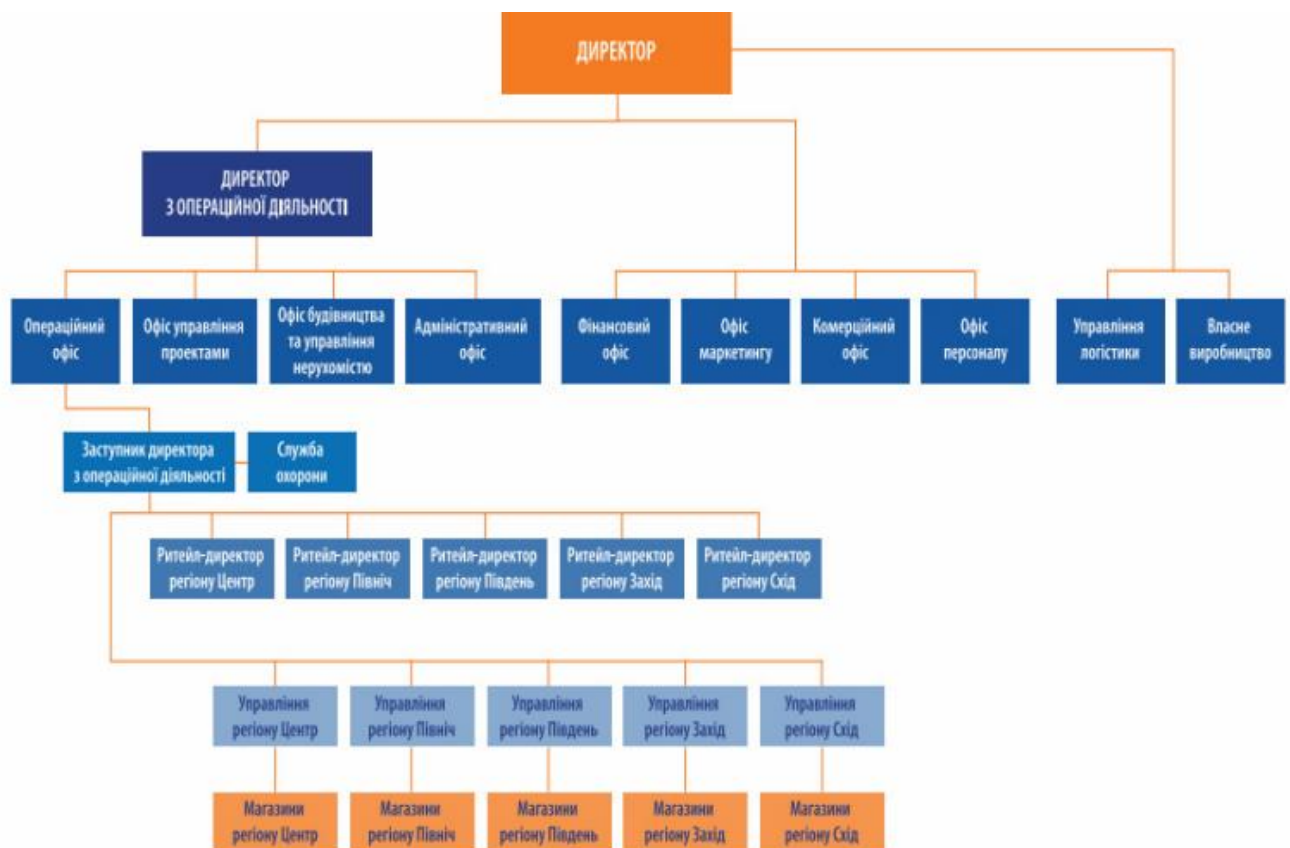 ДИРЕКТОР
ДИРЕКТОР
З ОПЕРАЦІЙНОЇ ДІЯЛЬНОСТІ
Операційний
офіс
Офіс управління
проектами
Офіс будівництва
та управління
нерухомістю
Адміністративний
офіс
Фінансовий
офіс
Офіс
маркетингу
Комерційний
офіс
Офіс
персоналу
Управління
логістики
Власне
виробництво
Заступник директора
з операційної діяльності
Служба
охорони
Ритейл-директор
регіону Центр
Ритейл-директор
регіону Північ
Ритейл-директор
регіону Південь
Ритейл-директор
регіону Захід
Ритейл-директор
регіону Схід
Управління
регіону Центр
Управління
регіону Північ
Управління
регіону Південь
Управління
регіону Захід
Управління
регіону Схід
Магазини
регіону Центр
Магазини
регіону Північ
Магазини
регіону Південь
Магазини
регіону Захід
Магазини
регіону Схід